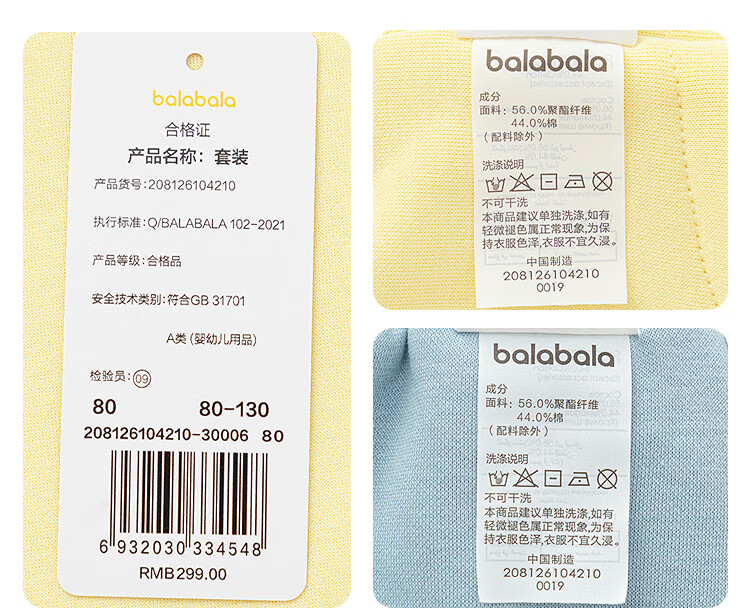 balabala
合格证
产品名称：套装
产品货号：208126104210
执行标准：Q/BALABALA 102-2021
产品等级：合格品
安全技术类别：符合GB 31701
A类（婴幼儿用品）
检验员：09
80 80-130
208126104210-30006 80
6 932030 334548
RMB299.00
balabala
成分
面料：56.0%聚酯纤维
44.0%棉
（配料除外）
洗涤说明
不可干洗
本商品建议单独洗涤,如有
轻微褪色属正常现象,为保
持衣服色泽,衣服不宜久浸。
中国制造
208126104210
0019
balabala
成分
面料：56.0%聚酯纤维
44.0%棉
（配料除外）
洗涤说明
不可干洗
本商品建议单独洗涤,如有
轻微褪色属正常现象,为保
持衣服色泽,衣服不宜久浸。
中国制造
208126104210
0019